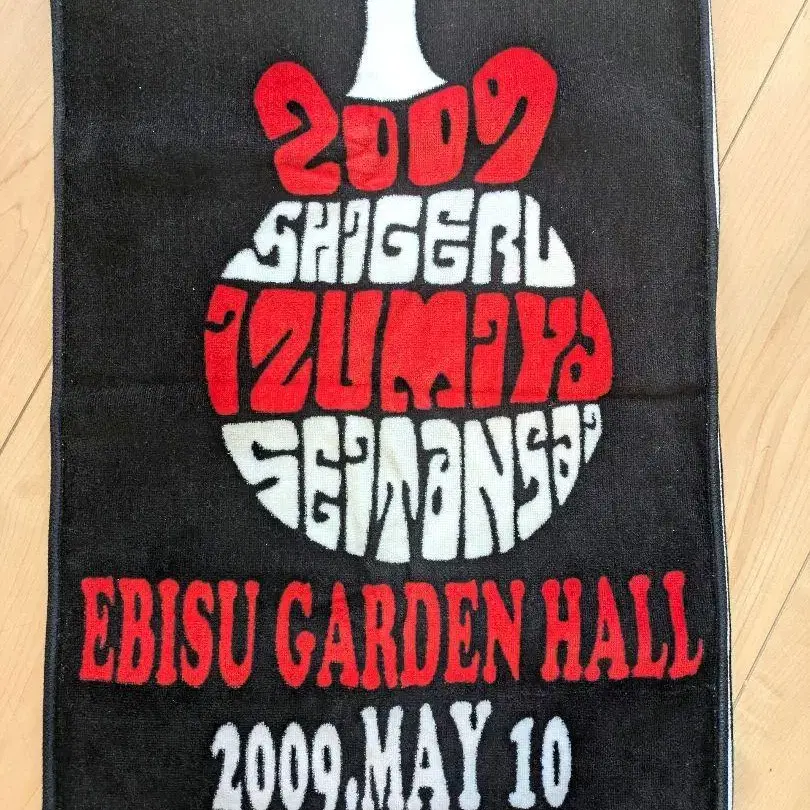 2009
SHIGERU
IZUMIYA
SEITANSAI
EBISU GARDEN HALL
2009.MAY 10